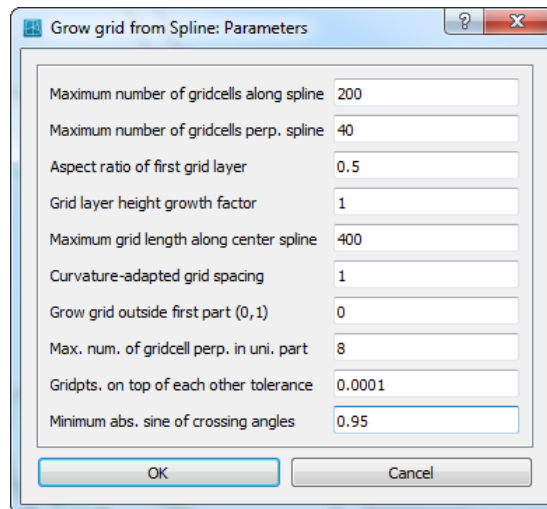 Grow grid from Spline: Parameters
Maximum number of gridcells along spline 200
Maximum number of gridcells perp. spline 40
Aspect ratio of first grid layer 0.5
Grid layer height growth factor 1
Maximum grid length along center spline 400
Curvature-adapted grid spacing 1
Grow grid outside first part (0,1) 0
Max. num. of gridcell perp. in uni. part 8
Gridpts. on top of each other tolerance 0.0001
Minimum abs. sine of crossing angles 0.95
OK Cancel